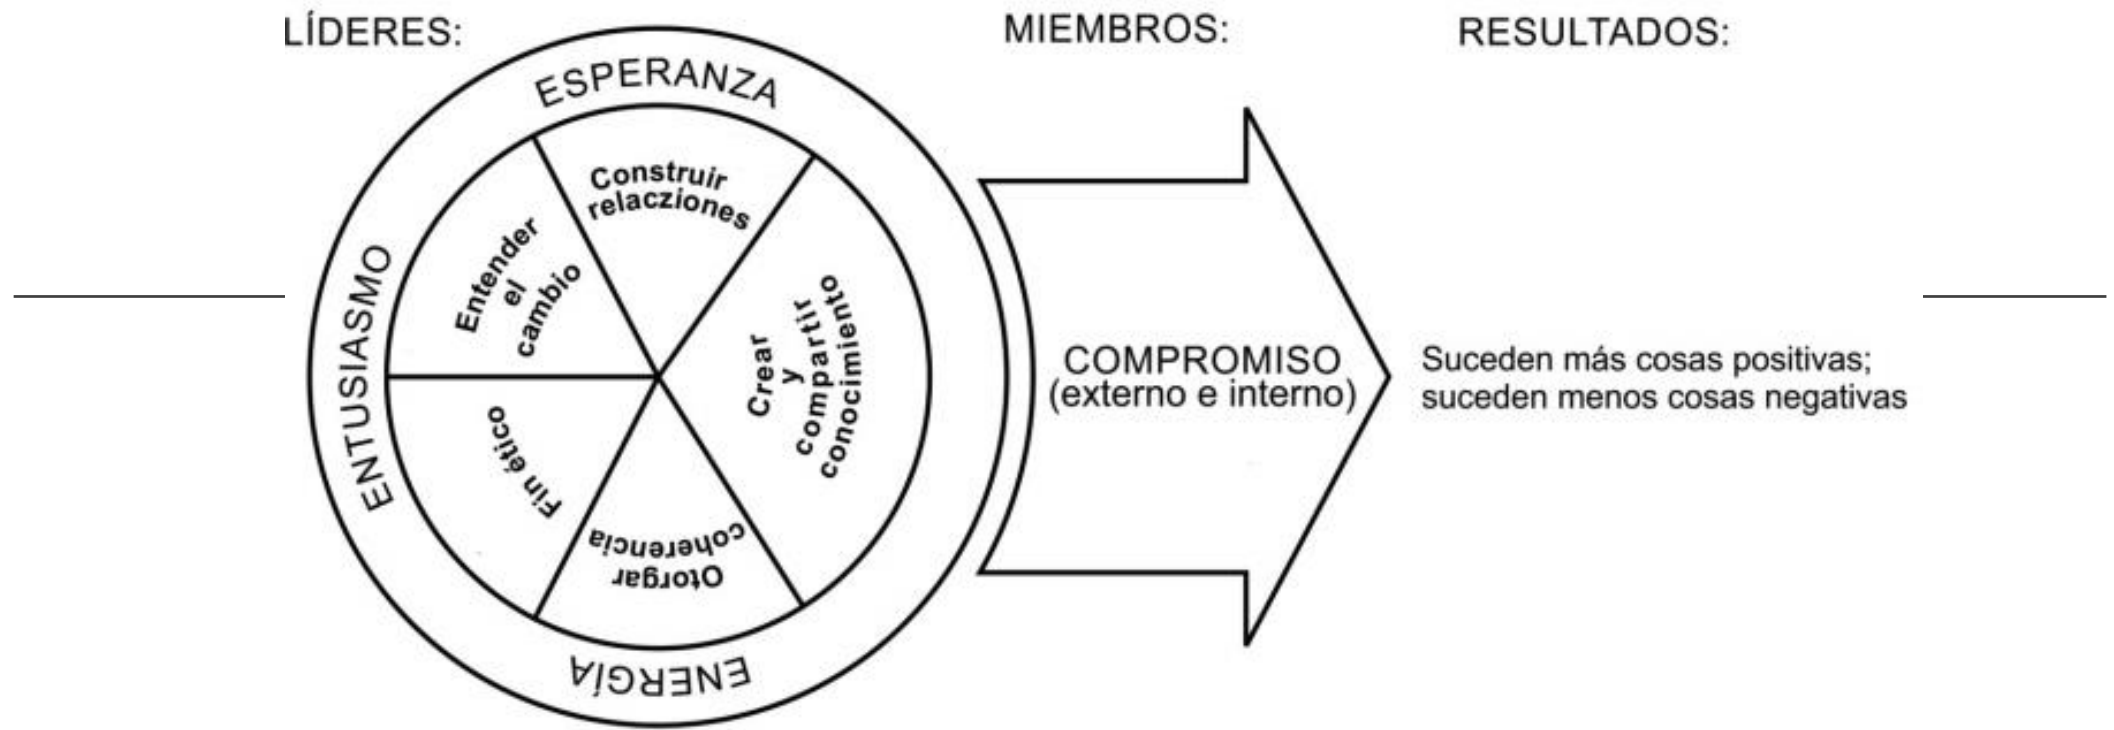 LÍDERES:
MIEMBROS:
RESULTADOS:
ESPERANZA
ENTUSIASMO
ENERGÍA
Construir
relacziones
Entender
el
cambio
Crear
y
compartir
conocimiento
Fin ético
Otorgar
coherencia
COMPROMISO
(externo e interno)
Suceden más cosas positivas;
suceden menos cosas negativas